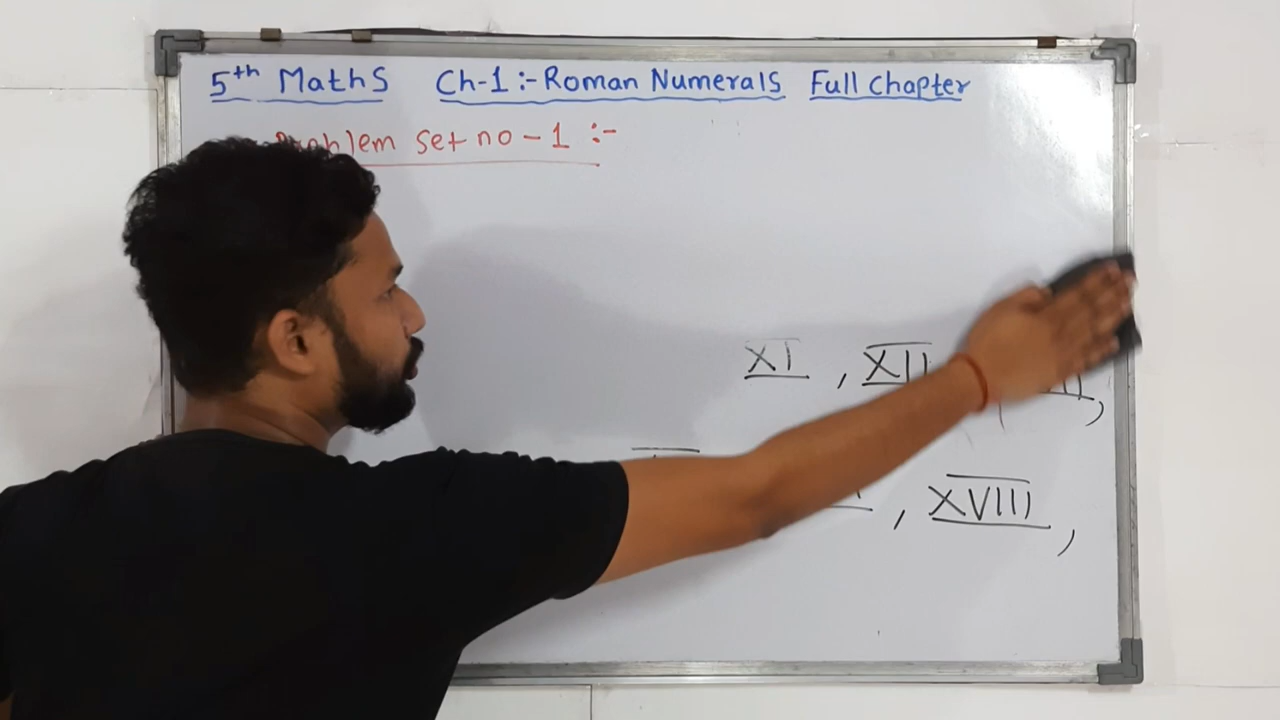 5th Maths Ch-1 :- Roman Numerals Full Chapter
Problem set no - 1 :-
XI , XII ,
XVIII ,